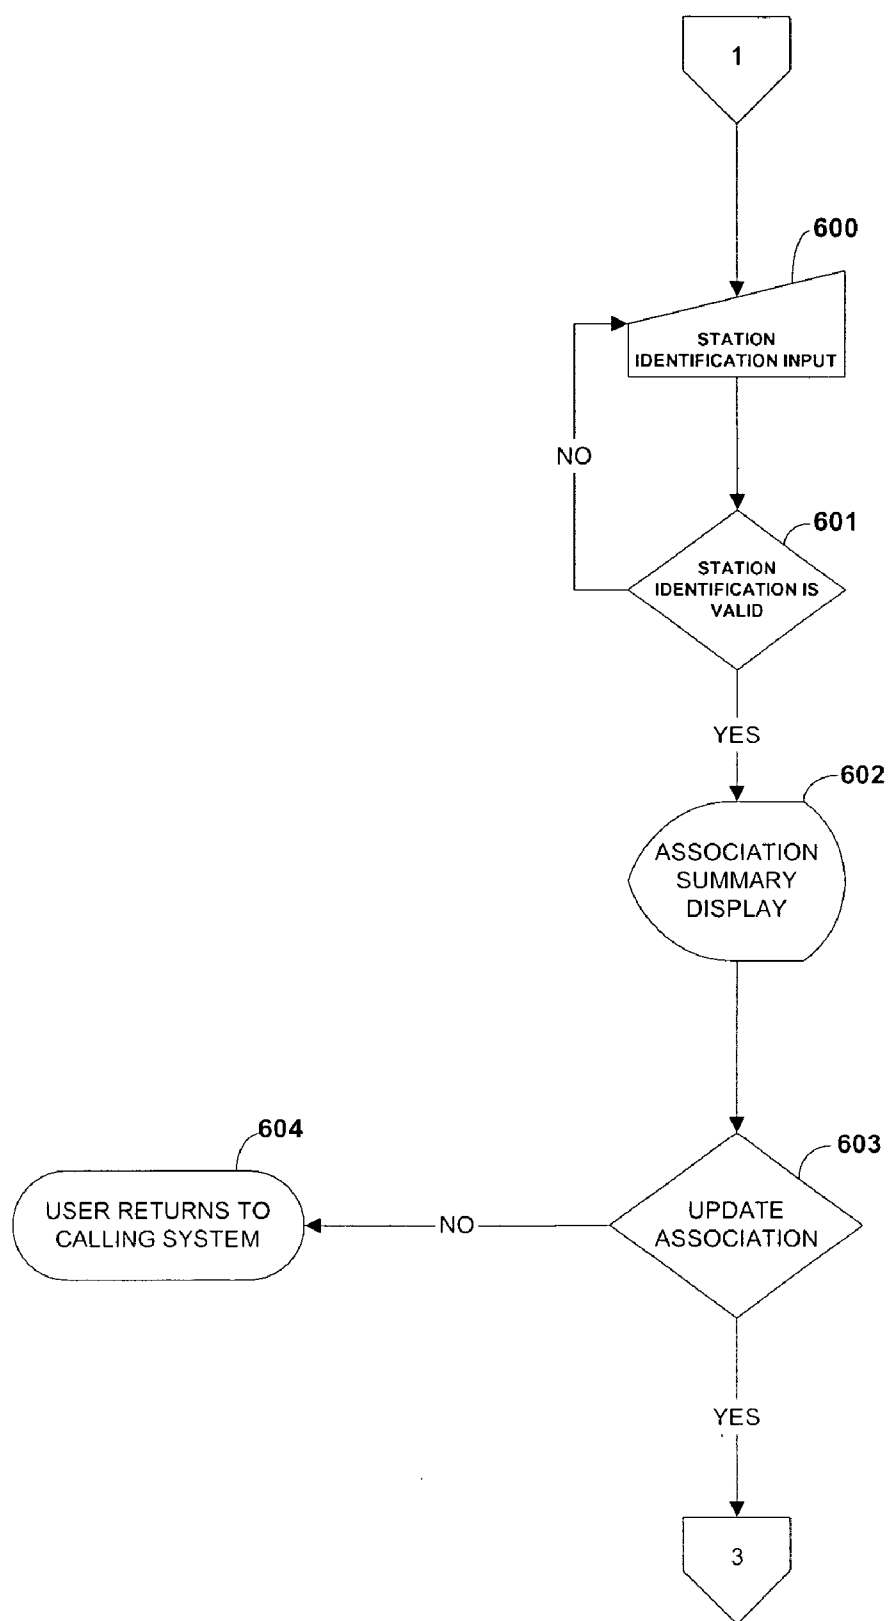 1
600
STATION
IDENTIFICATION INPUT
NO
601
STATION
IDENTIFICATION IS
VALID
YES
602
ASSOCIATION
SUMMARY
DISPLAY
604
603
USER RETURNS TO
CALLING SYSTEM
NO
UPDATE
ASSOCIATION
YES
3